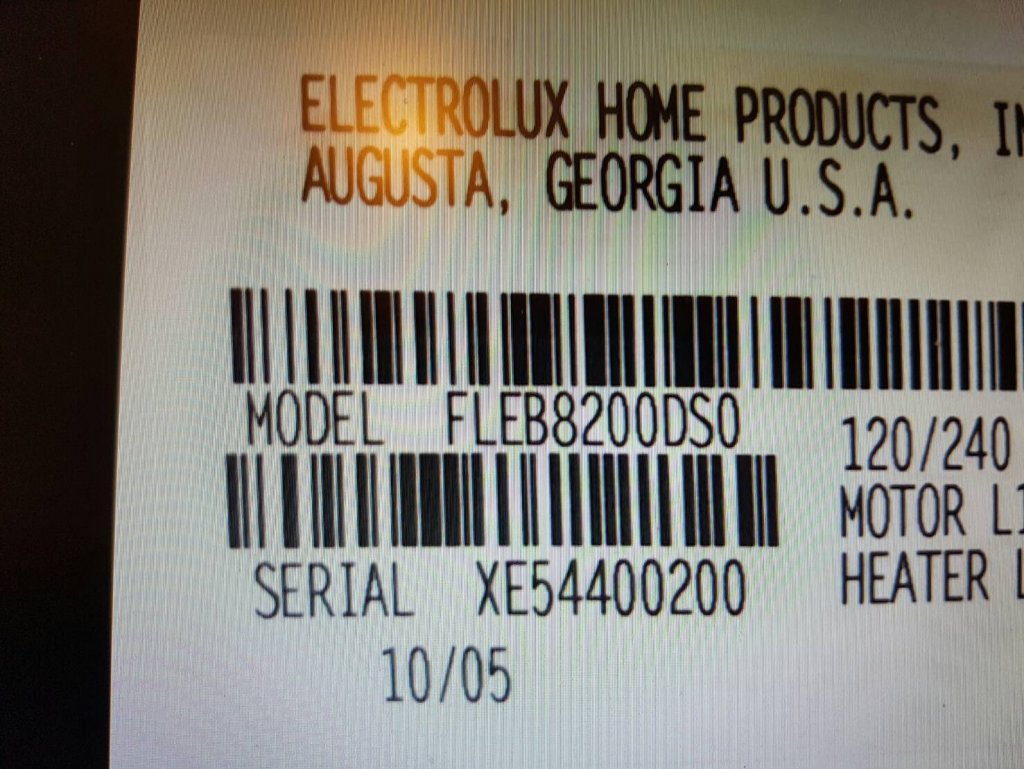 ELECTROLUX HOME PRODUCTS,
AUGUSTA, GEORGIA U.S.A.
MODEL FLEB8200DS0
120/240
MOTOR
HEATER
SERIAL XE54400200
10/05